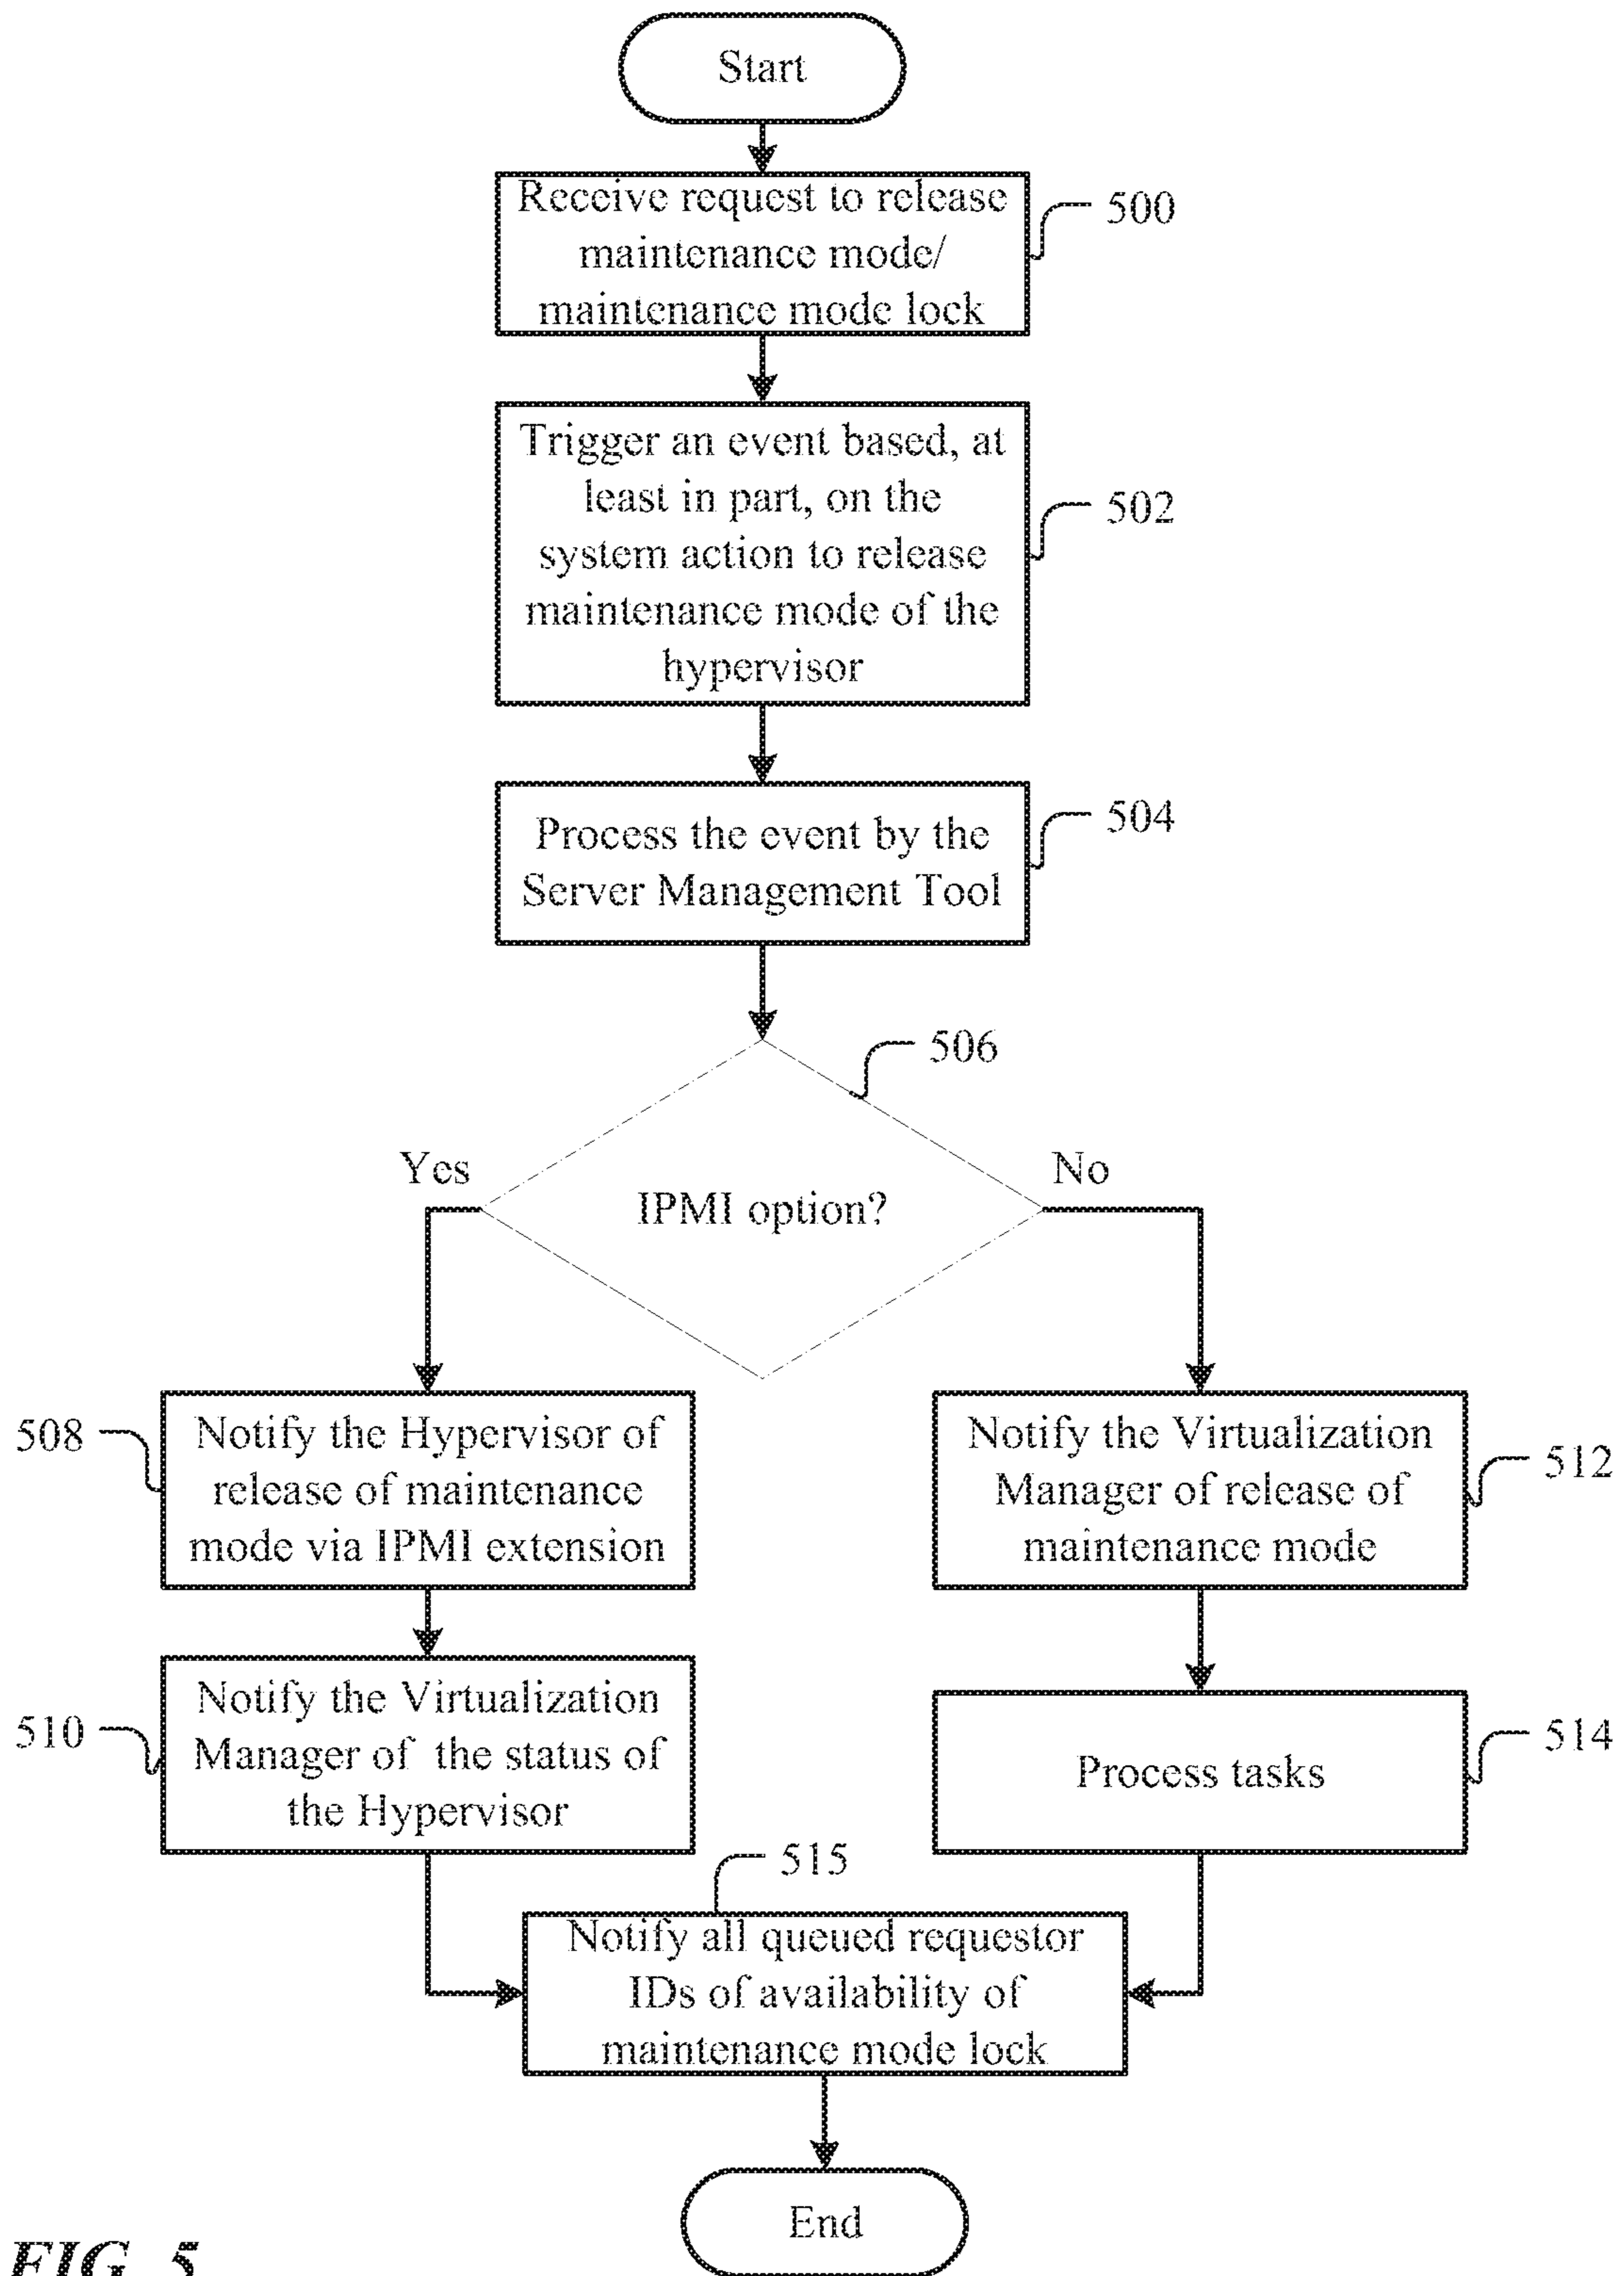 Start
Receive request to release
maintenance mode/
maintenance mode lock
500
Trigger an event based, at
least in part, on the
system action to release
maintenance mode of the
hypervisor
502
Process the event by the
Server Management Tool
504
506
Yes
IPMI option?
No
508
Notify the Hypervisor of
release of maintenance
mode via IPMI extension
Notify the Virtualization
Manager of release of
maintenance mode
512
510
Notify the Virtualization
Manager of the status of
the Hypervisor
Process tasks
514
515
Notify all queued requestor
IDs of availability of
maintenance mode lock
End
FIG. 5